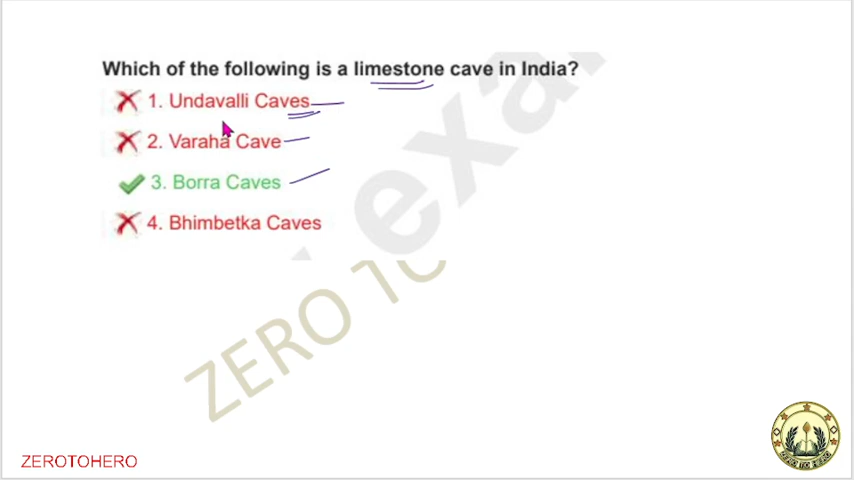 Which of the following is a limestone cave in India?
1. Undavalli Caves
2. Varaha Cave
3. Borra Caves
4. Bhimbetka Caves
exa
ZERO TO
ZEROTOHERO